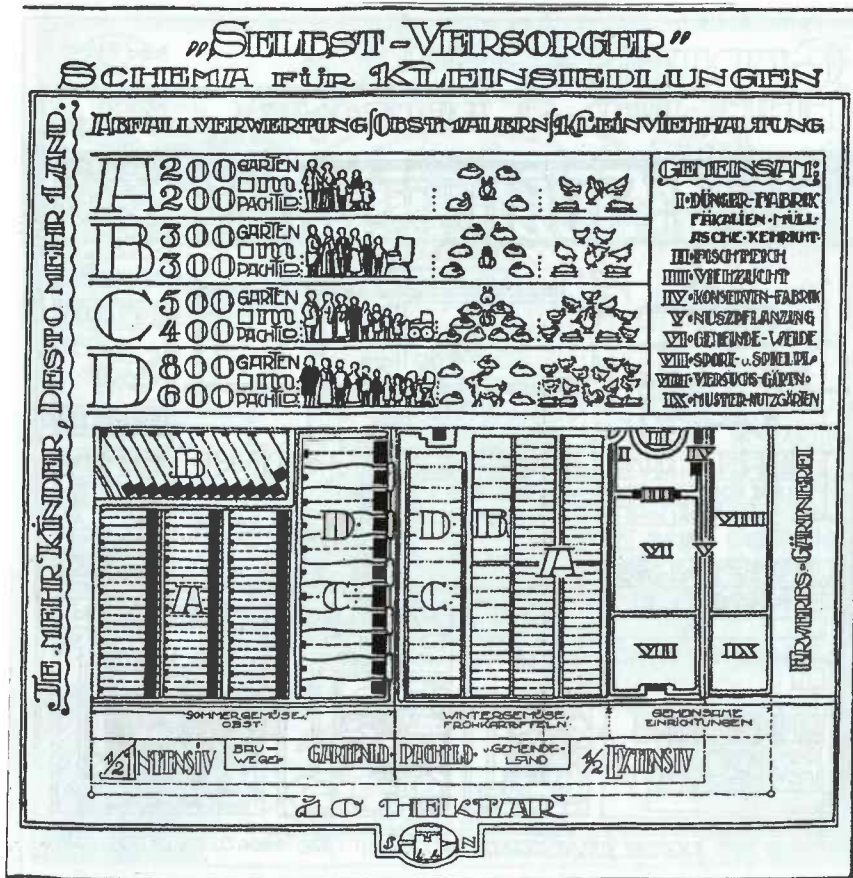 „SELBST-VERSORGER”
SCHEMA FÜR KLEINSIEDLUNGEN
JE MEHR KINDER, DESTO MEHR LAND.
ABFALLVERWERTUNG/OBSTMAUERN/KLEINVIEHHALTUNG
A 200 GARTEN
□m
200 PACHTLD.
B 300 GARTEN
□m
300 PACHTLD.
C 500 GARTEN
□m
400 PACHTLD.
D 800 GARTEN
□m
600 PACHTLD.
GEMEINSAM:
I·DÜNGER-FABRIK
FÄKALIEN·MÜLL
ASCHE·KEHRICHT·
II·FISCHTEICH
III·VIEHZUCHT
IV·KONSERVEN-FABRIK
V·NUSZPFLANZUNG
VI·GEMEINDE-WEIDE
VII·SPORT-U.SPIELPL.
VIII·VERSUCHS-GÄRTN.
IX·MUSTER-NUTZGÄRTEN
B
A
D D B
C C
A
II III IV
III
VII V VIIII
VIII IX
ERWERBS-GÄRTNEREI
SOMMERGEMÜSE.
OBST.
WINTERGEMÜSE
FRÜHKARTOFFELN.
GEMEINSAME
EINRICHTUNGEN
1/2 INTENSIV
BAU-
WEGE-
GARTENLD·PACHTLD·
U.GEMEINDE-
LAND
1/2 EXTENSIV
10 HEKTAR
S N